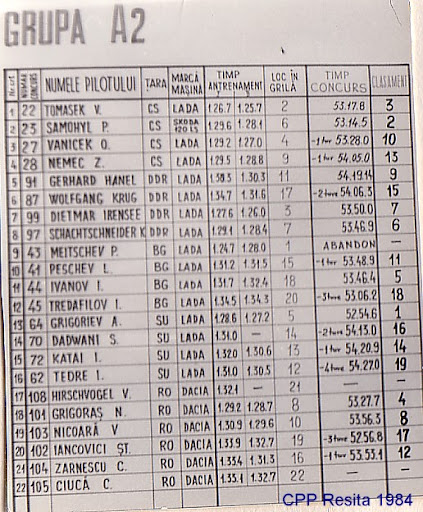 GRUPA A2
Nr.crt NUMĂR CONCURS NUMELE PILOTULUI ȚARA MARCĂ MAȘINA TIMP ANTRENAMENT LOC ÎN GRILĂ TIMP CONCURS CLASAMENT
1 22 TOMASEK V. CS LADA 1.26.7 1.25.7 2 53.17.8 3
2 23 SAMOHYL P. CS SKODA 120 LS 1.29.6 1.28.1 6 53.14.5 2
3 27 VANICEK O. CS LADA 1.29.2 1.27.0 4 -1 tur 53.28.0 10
4 28 NEMEC Z. CS LADA 1.29.5 1.28.8 9 -1 tur 54.05.0 13
5 91 GERHARD HANEL DDR LADA 1.30.3 1.30.3 11 54.19.14 9
6 87 WOLFGANG KRUG DDR LADA 1.34.7 1.31.6 17 -2 ture 54.06.3 15
7 99 DIETMAR IRENSEE DDR LADA 1.27.6 1.26.0 3 53.50.0 7
8 97 SCHACHTSCHNEIDER K DDR LADA 1.29.1 1.28.4 7 53.46.9 6
9 43 MEITSCHEV P. BG LADA 1.24.7 1.28.0 1 ABANDON —
10 41 PESCHEV L. BG LADA 1.31.2 1.31.5 15 -1 tur 53.48.9 11
11 44 IVANOV I. BG LADA 1.31.7 1.32.4 18 53.46.4 5
12 45 TREDAFILOV I. BG LADA 1.34.5 1.34.3 20 -3 ture 53.06.2 18
13 64 GRIGORIEV A. SU LADA 1.28.6 1.27.2 5 52.54.6 1
14 70 DADWANI S. SU LADA 1.31.0 — 14 -2 ture 54.13.0 16
15 72 KATAI I. SU LADA 1.32.0 1.30.6 13 -1 tur 54.20.9 14
16 62 TEDRE I. SU LADA 1.31.0 1.30.5 12 -4 ture 54.27.0 19
17 108 HIRSCHVOGEL V. RO DACIA 1.32.1 — 21 — —
18 101 GRIGORAȘ N. RO DACIA 1.29.2 1.28.7 8 53.27.7 4
19 103 NICOARĂ V RO DACIA 1.30.9 1.29.6 10 53.56.3 8
20 102 IANCOVICI ȘT. RO DACIA 1.33.9 1.32.7 19 -3 ture 52.56.8 17
21 104 ZARNESCU C. RO DACIA 1.33.4 1.31.3 16 -1 tur 53.53.1 12
22 105 CIUCĂ C. RO DACIA 1.35.1 1.32.7 22 — —
CPP Resita 1984